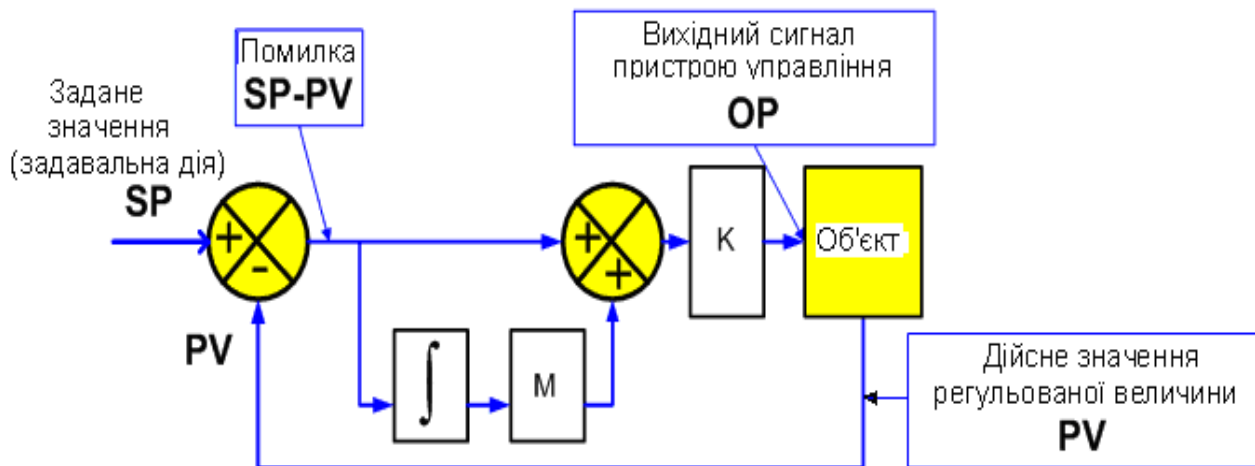 Задане
значення
(задавальна дія)
SP
Помилка
SP-PV
Вихідний сигнал
пристрою управління
OP
+
-
PV
+
+
∫
M
K
Об'єкт
Дійсне значення
регульованої величини
PV